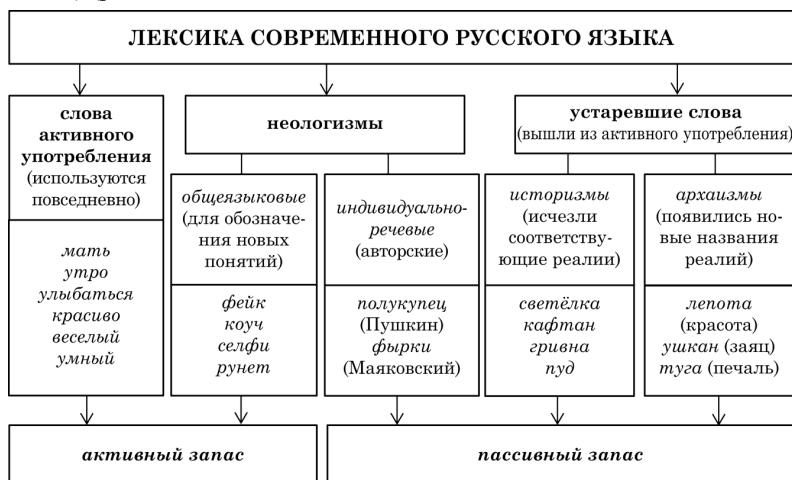 ЛЕКСИКА СОВРЕМЕННОГО РУССКОГО ЯЗЫКА
слова
активного
употребления
(используются
повседневно)
мать
утро
улыбаться
красиво
веселый
умный
неологизмы
общеязыковые
(для обозначе-
ния новых
понятий)
фейк
коуч
селфи
рунет
индивидуально-
речевые
(авторские)
полукупец
(Пушкин)
фырки
(Маяковский)
устаревшие слова
(вышли из активного употребления)
историзмы
(исчезли
соответству-
ющие реалии)
светёлка
кафтан
гривна
пуд
архаизмы
(появились но-
вые названия
реалий)
лепота
(красота)
ушкан (заяц)
туга (печаль)
активный запас
пассивный запас